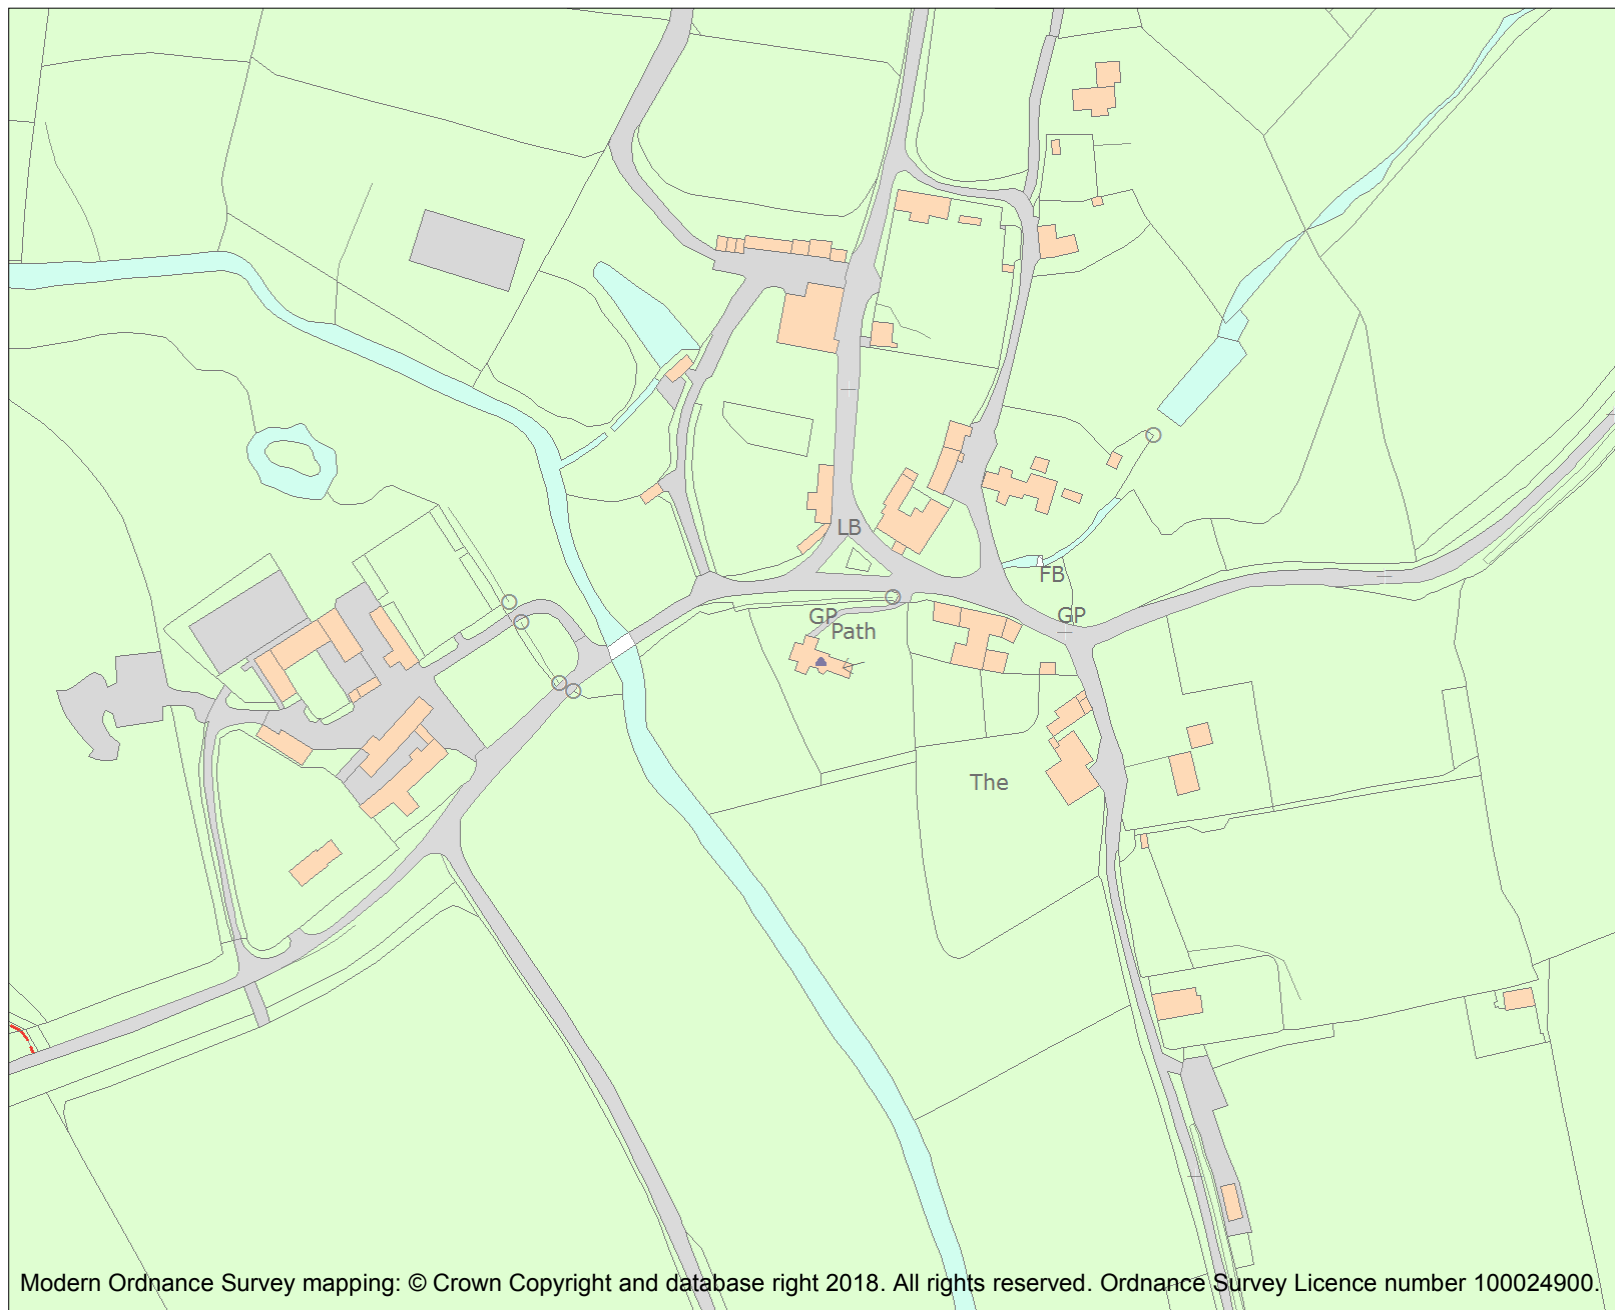 LB
FB
GP
GP
Path
The
Modern Ordnance Survey mapping: © Crown Copyright and database right 2018. All rights reserved. Ordnance Survey Licence number 100024900.